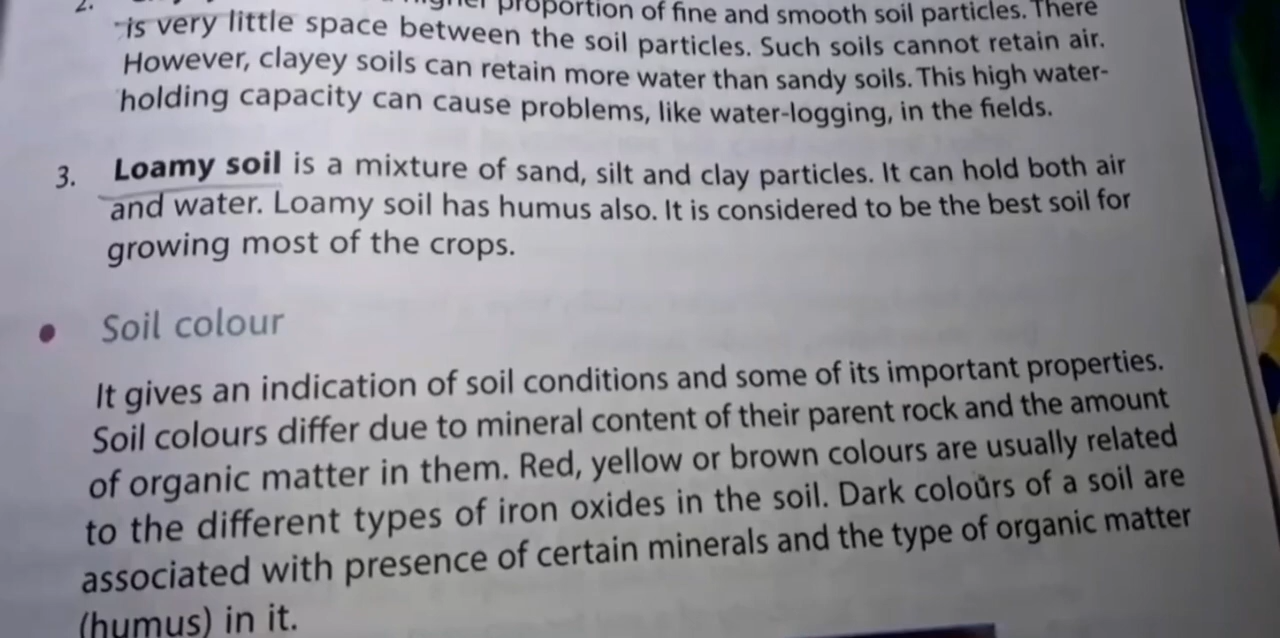 2.
proportion of fine and smooth soil particles. There
is very little space between the soil particles. Such soils cannot retain air.
However, clayey soils can retain more water than sandy soils. This high water-
holding capacity can cause problems, like water-logging, in the fields.
3. Loamy soil is a mixture of sand, silt and clay particles. It can hold both air
and water. Loamy soil has humus also. It is considered to be the best soil for
growing most of the crops.
• Soil colour
It gives an indication of soil conditions and some of its important properties.
Soil colours differ due to mineral content of their parent rock and the amount
of organic matter in them. Red, yellow or brown colours are usually related
to the different types of iron oxides in the soil. Dark colours of a soil are
associated with presence of certain minerals and the type of organic matter
(humus) in it.